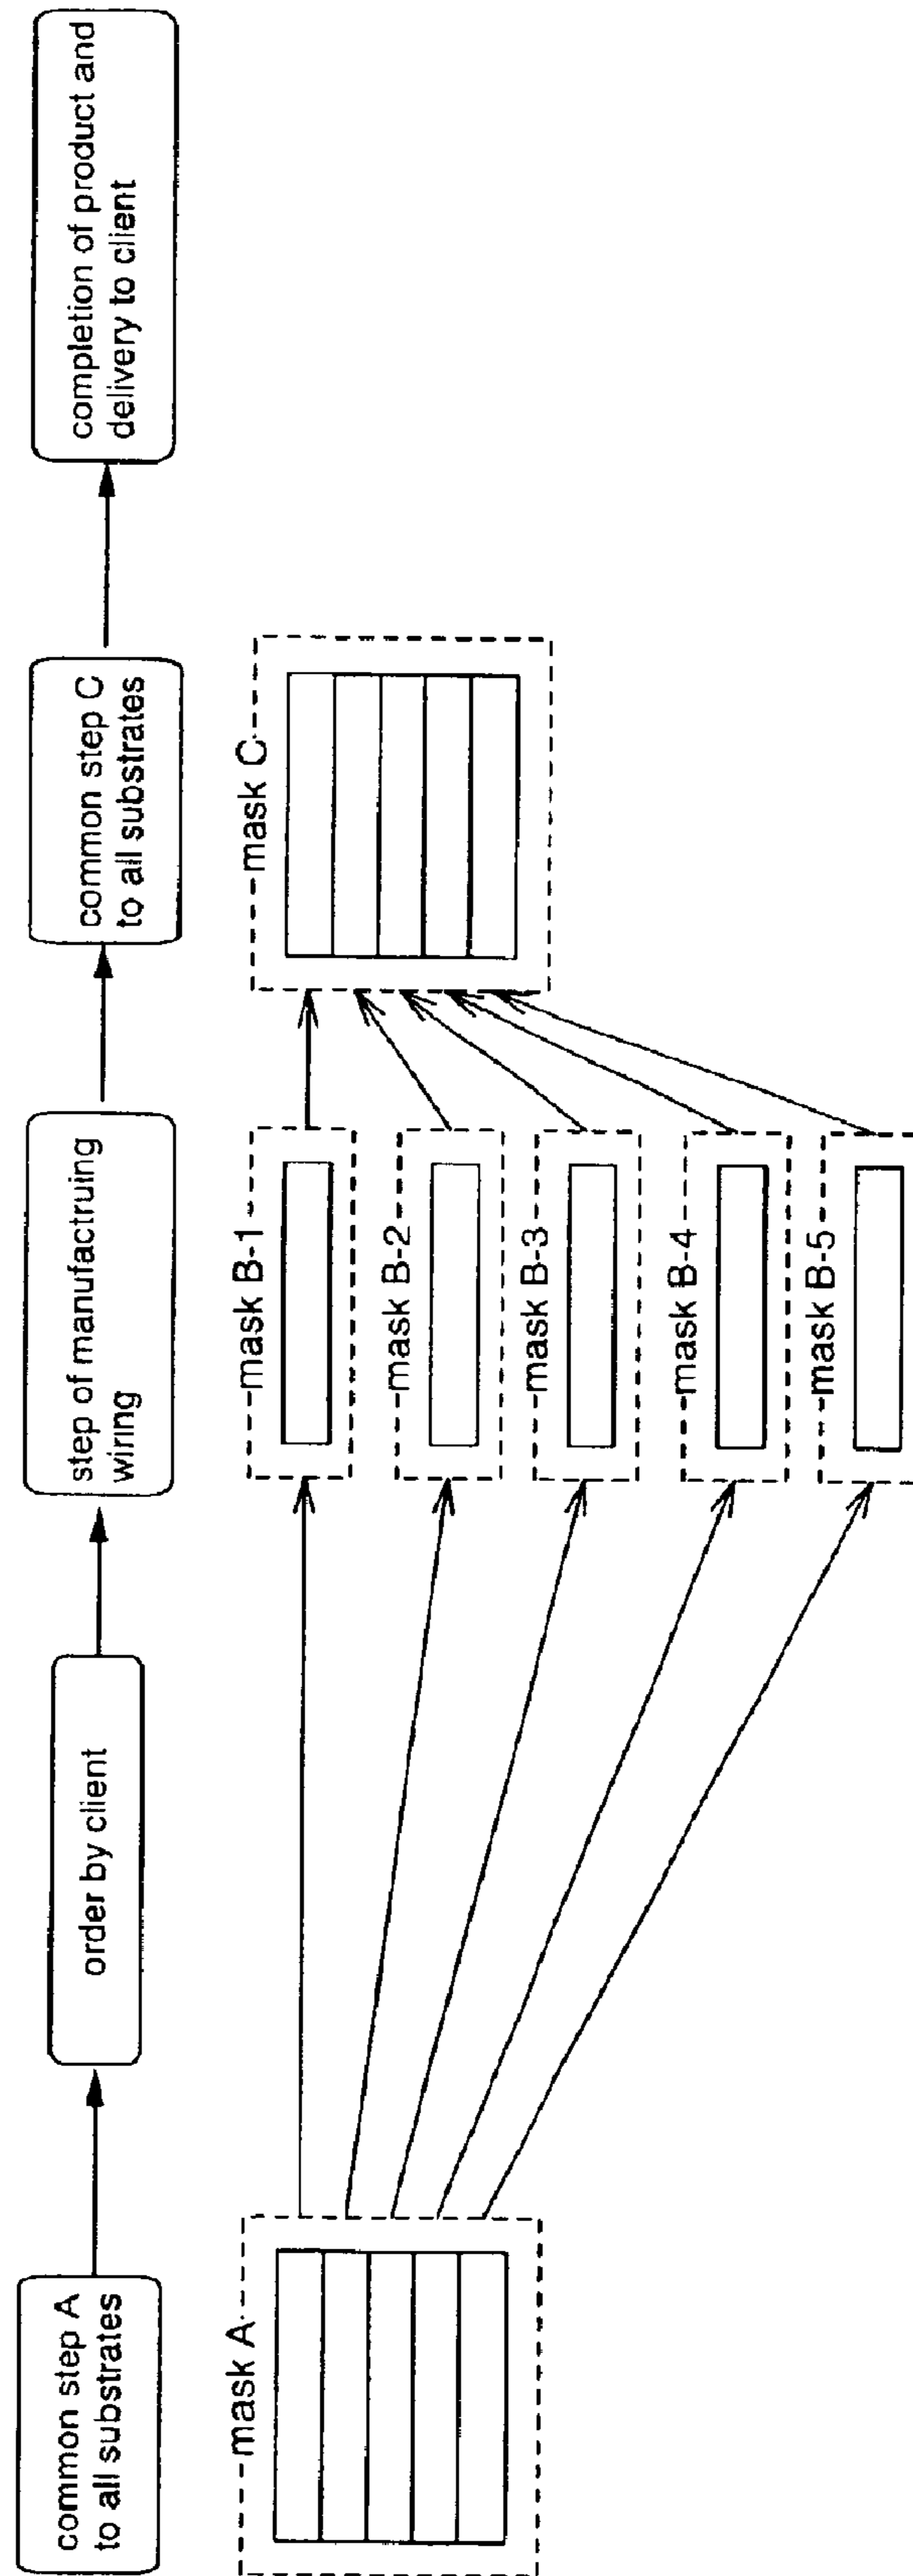 common step A
to all substrates
order by client
step of manufactruing
wiring
common step C
to all substrates
completion of product and
delivery to client
mask A
mask B-1
mask B-2
mask B-3
mask B-4
mask B-5
mask C